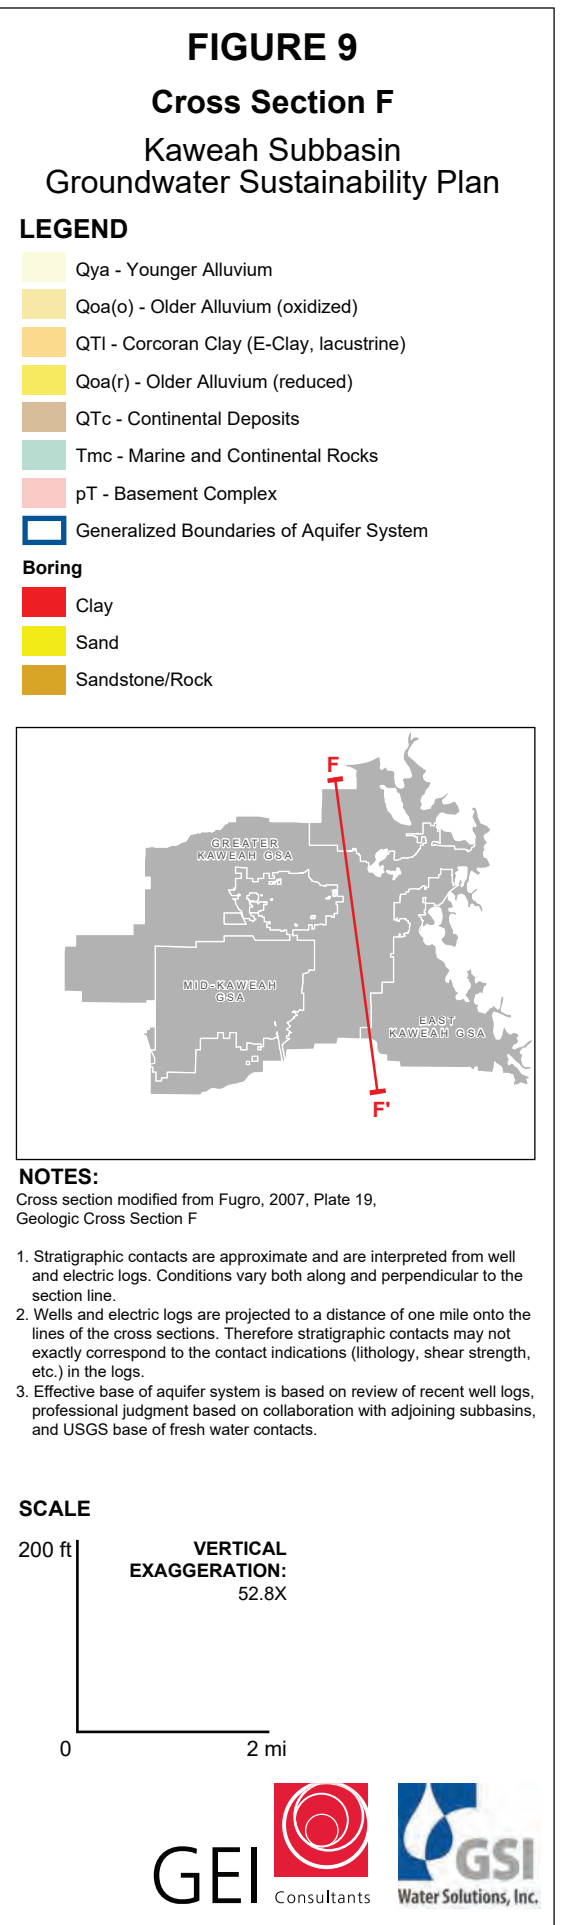 FIGURE 9
Cross Section F
Kaweah Subbasin
Groundwater Sustainability Plan
LEGEND
Qya - Younger Alluvium
Qoa(o) - Older Alluvium (oxidized)
QTl - Corcoran Clay (E-Clay, lacustrine)
Qoa(r) - Older Alluvium (reduced)
QTc - Continental Deposits
Tmc - Marine and Continental Rocks
pT - Basement Complex
Generalized Boundaries of Aquifer System
Boring
Clay
Sand
Sandstone/Rock
F
GREATER
KAWEAH GSA
MID-KAWEAH
GSA
EAST
KAWEAH GSA
F'
NOTES:
Cross section modified from Fugro, 2007, Plate 19,
Geologic Cross Section F
1. Stratigraphic contacts are approximate and are interpreted from well
and electric logs. Conditions vary both along and perpendicular to the
section line.
2. Wells and electric logs are projected to a distance of one mile onto the
lines of the cross sections. Therefore stratigraphic contacts may not
exactly correspond to the contact indications (lithology, shear strength,
etc.) in the logs.
3. Effective base of aquifer system is based on review of recent well logs,
professional judgment based on collaboration with adjoining subbasins,
and USGS base of fresh water contacts.
SCALE
200 ft
VERTICAL
EXAGGERATION:
52.8X
0 2 mi
GEI Consultants
GSI
Water Solutions, Inc.